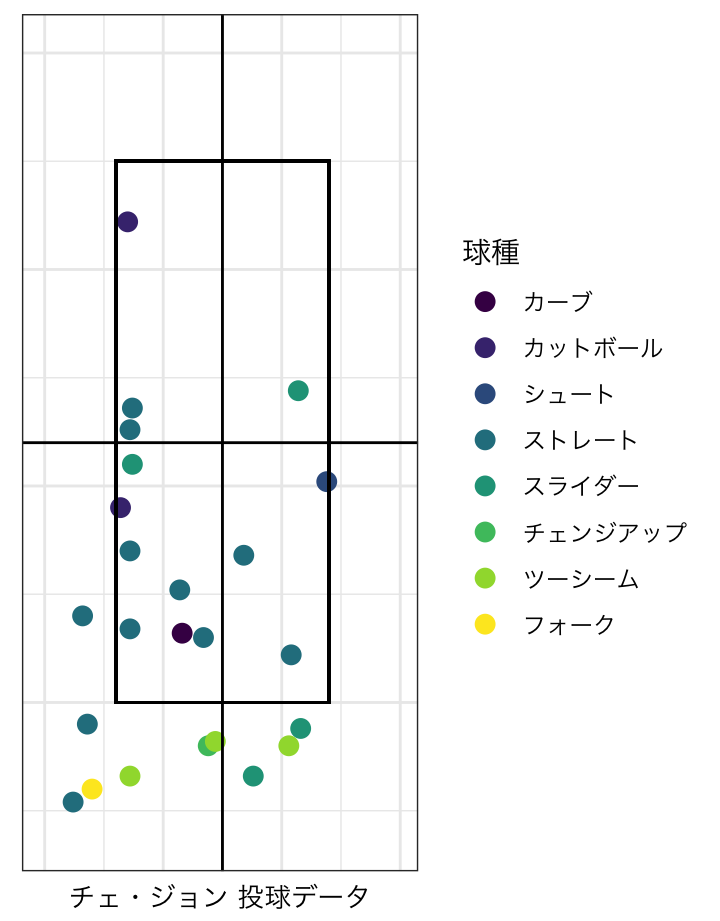 球種
カーブ
カットボール
シュート
ストレート
スライダー
チェンジアップ
ツーシーム
フォーク
チェ・ジョン 投球データ